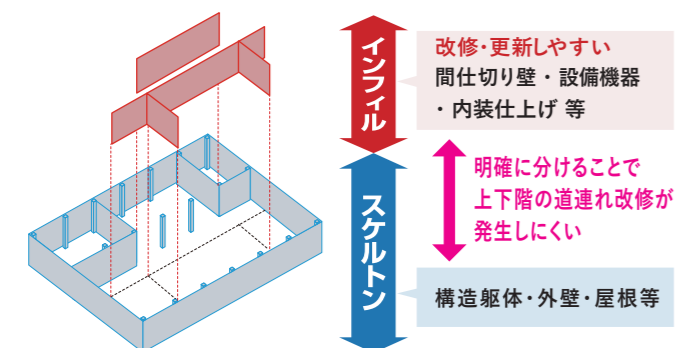 インフィル
改修・更新しやすい
間仕切り壁・設備機器
・内装仕上げ 等
明確に分けることで
上下階の道連れ改修が
発生しにくい
スケルトン
構造躯体・外壁・屋根等